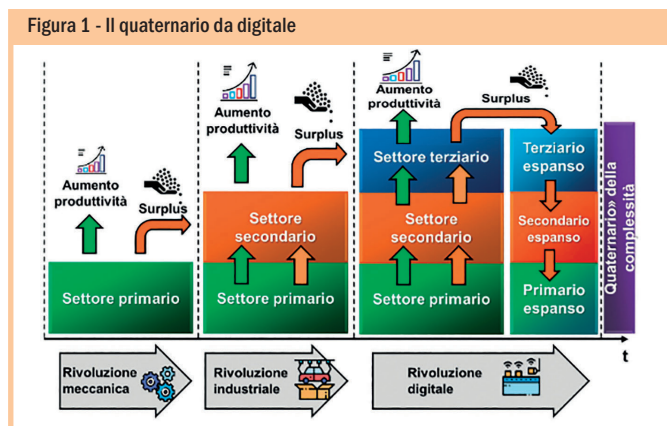 Figura 1 - Il quaternario da digitale
Aumento
produttività
Surplus
Settore primario
Aumento
produttività
Surplus
Settore
secondario
Settore primario
Aumento
produttività
Surplus
Settore terziario
Settore
secondario
Settore primario
Terziario
espanso
Secondario
espanso
Primario
espanso
Quaternario» della
complessità
t
Rivoluzione
meccanica
Rivoluzione
industriale
Rivoluzione
digitale